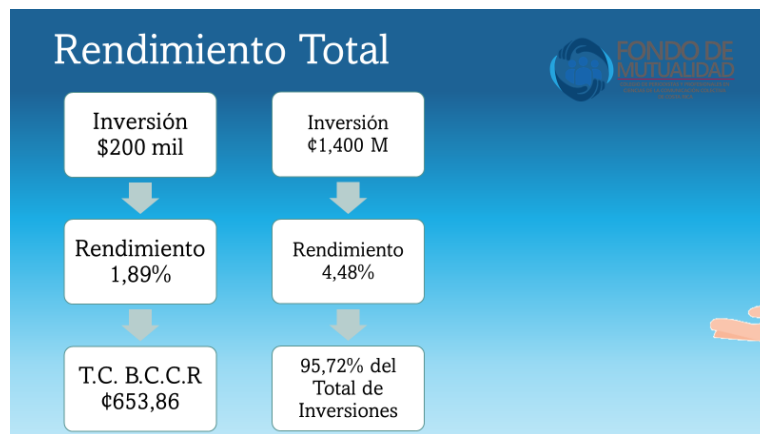 Rendimiento Total
FONDO DE
MUTUALIDAD
Inversión
$200 mil
Rendimiento
1,89%
T.C. B.C.C.R
¢653,86
Inversión
¢1,400 M
Rendimiento
4,48%
95,72% del
Total de
Inversiones